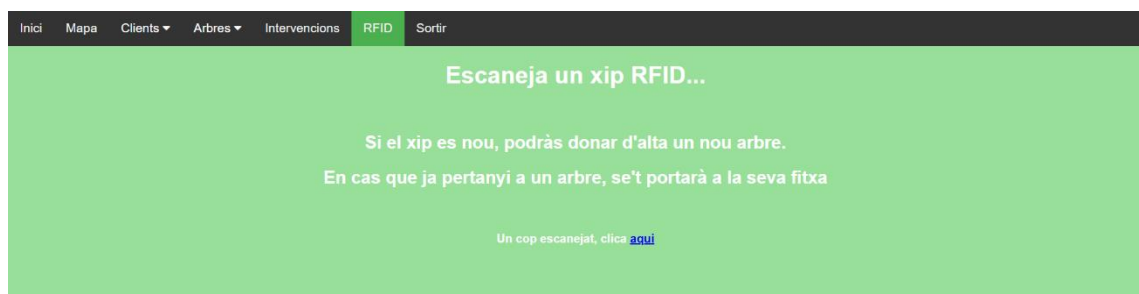 Inici Mapa Clients Arbres Intervencions RFID Sortir
Escaneja un xip RFID...
Si el xip es nou, podràs donar d'alta un nou arbre.
En cas que ja pertanyi a un arbre, se't portarà a la seva fitxa
Un cop escanejat, clica aqui